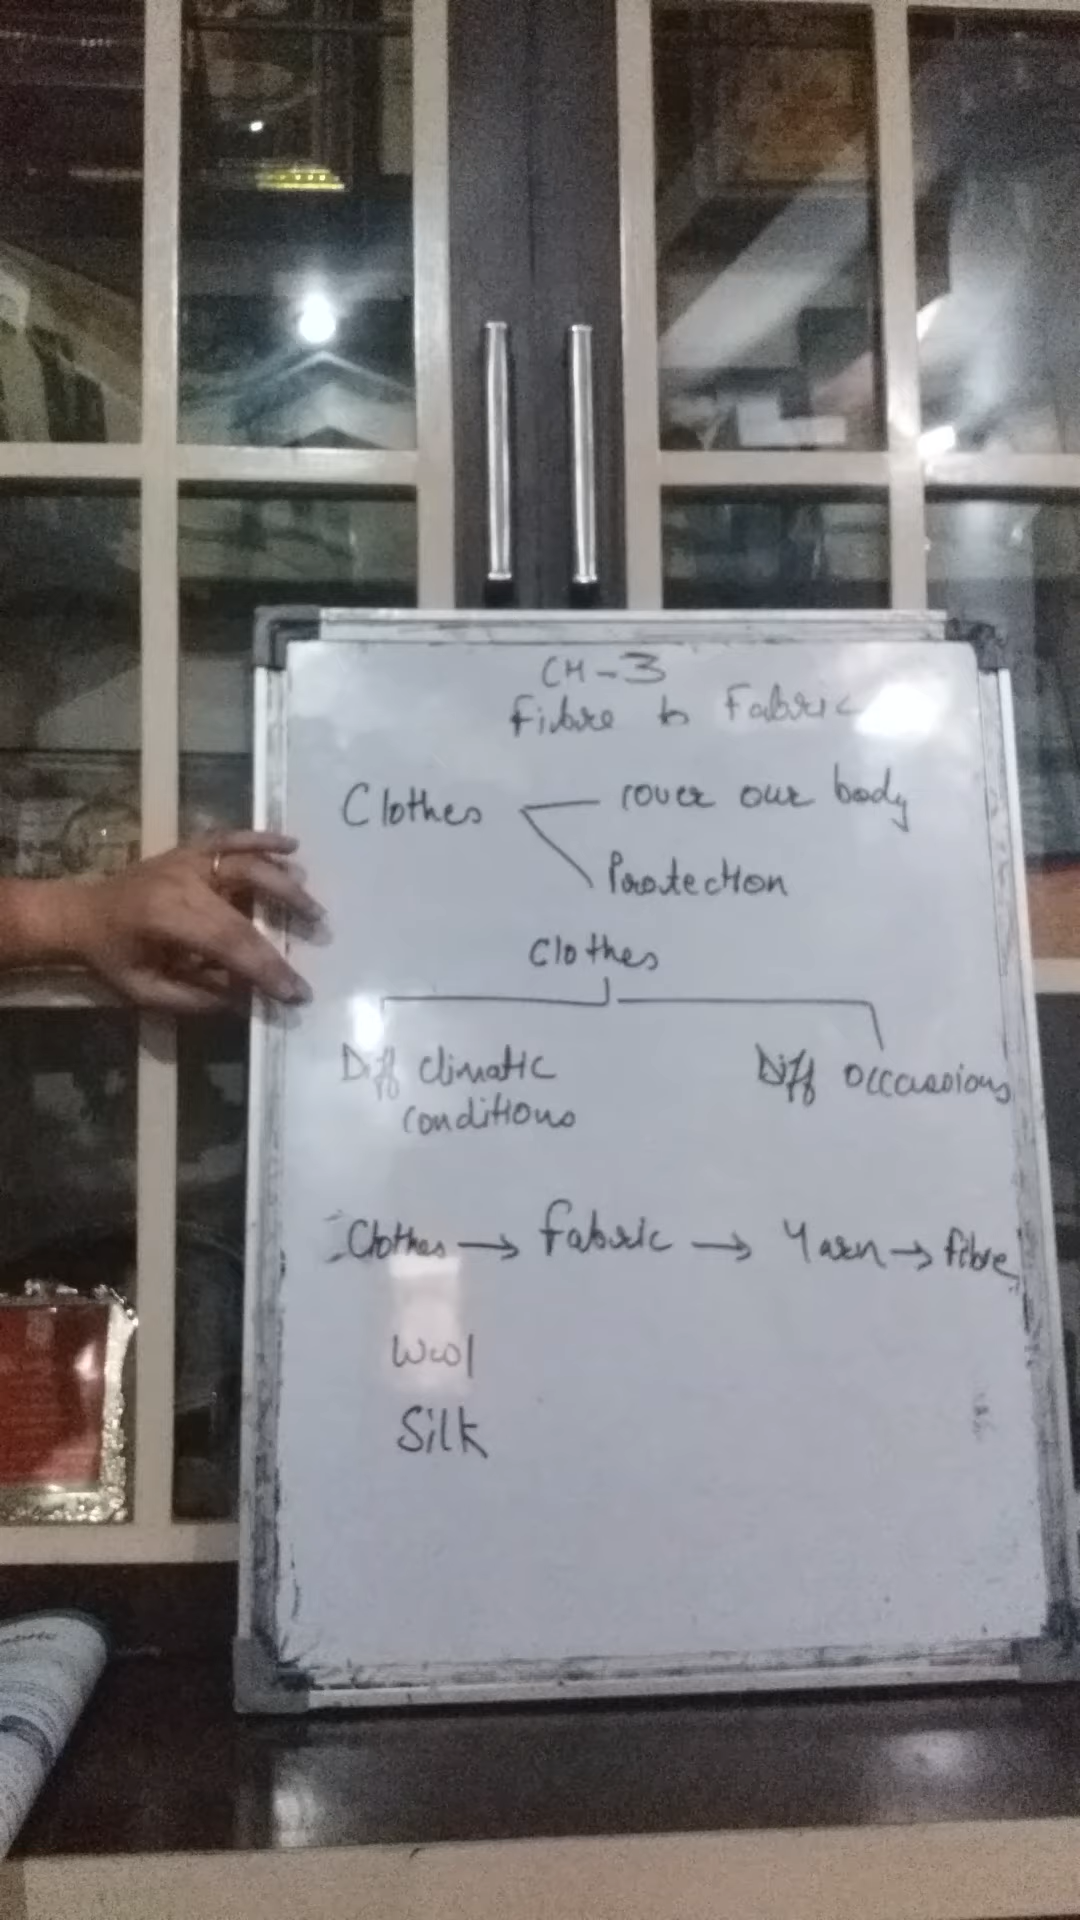 CH-3
Fibre to Fabric
Clothes cover our body
Protection
Clothes
Diff climatic Diff Occassions
conditions
Clothes → Fabric → Yarn → fibre
Wool
Silk